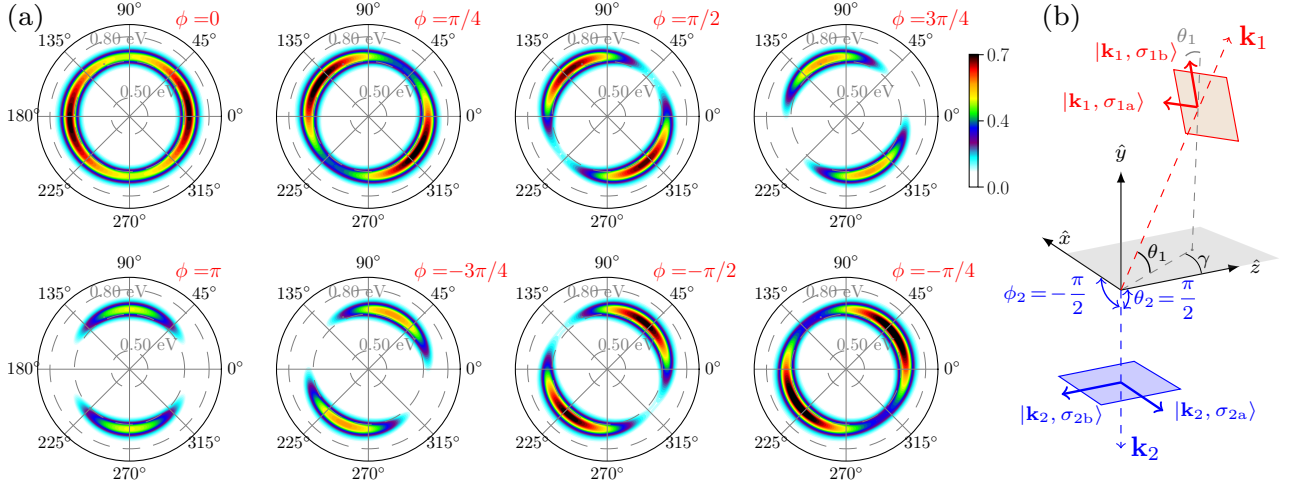 (a)
90° ϕ=0
135° 0.80 eV 45°
0.50 eV
180° 0°
225° 315°
270°
90° ϕ=π/4
135° 0.80 eV 45°
0.50 eV
180° 0°
225° 315°
270°
90° ϕ=π/2
135° 0.80 eV 45°
0.50 eV
180° 0°
225° 315°
270°
90° ϕ=3π/4
135° 0.80 eV 45°
0.50 eV
180° 0°
225° 315°
270°
0.7
0.4
0.0
90° ϕ=π
135° 0.80 eV 45°
0.50 eV
180° 0°
225° 315°
270°
90° ϕ=−3π/4
135° 0.80 eV 45°
0.50 eV
180° 0°
225° 315°
270°
90° ϕ=−π/2
135° 0.80 eV 45°
0.50 eV
180° 0°
225° 315°
270°
90° ϕ=−π/4
135° 0.80 eV 45°
0.50 eV
180° 0°
225° 315°
270°
(b)
θ₁
k₁
|k₁, σ₁b⟩
|k₁, σ₁a⟩
ŷ
x̂
θ₁
γ
ẑ
ϕ₂=−π/2
θ₂=π/2
|k₂, σ₂b⟩
|k₂, σ₂a⟩
k₂